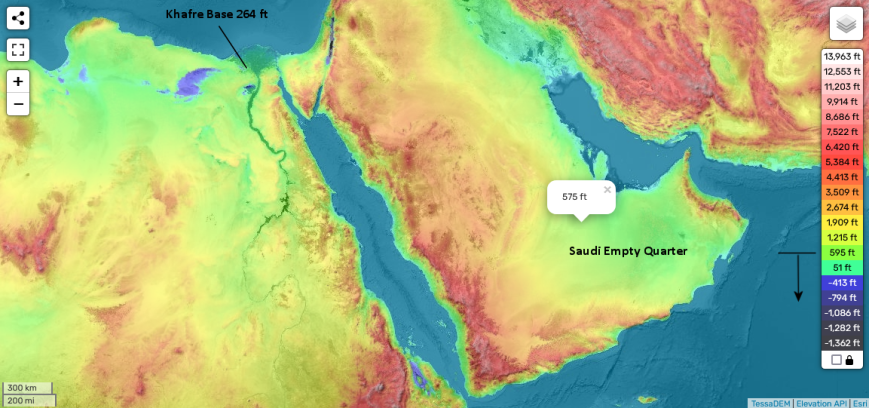 Khafre Base 264 ft
+
−
575 ft
×
Saudi Empty Quarter
13,963 ft
12,553 ft
11,203 ft
9,914 ft
8,686 ft
7,522 ft
6,420 ft
5,384 ft
4,413 ft
3,509 ft
2,674 ft
1,909 ft
1,215 ft
595 ft
51 ft
-413 ft
-794 ft
-1,086 ft
-1,282 ft
-1,362 ft
300 km
200 mi
TessaDEM | Elevation API | Esri